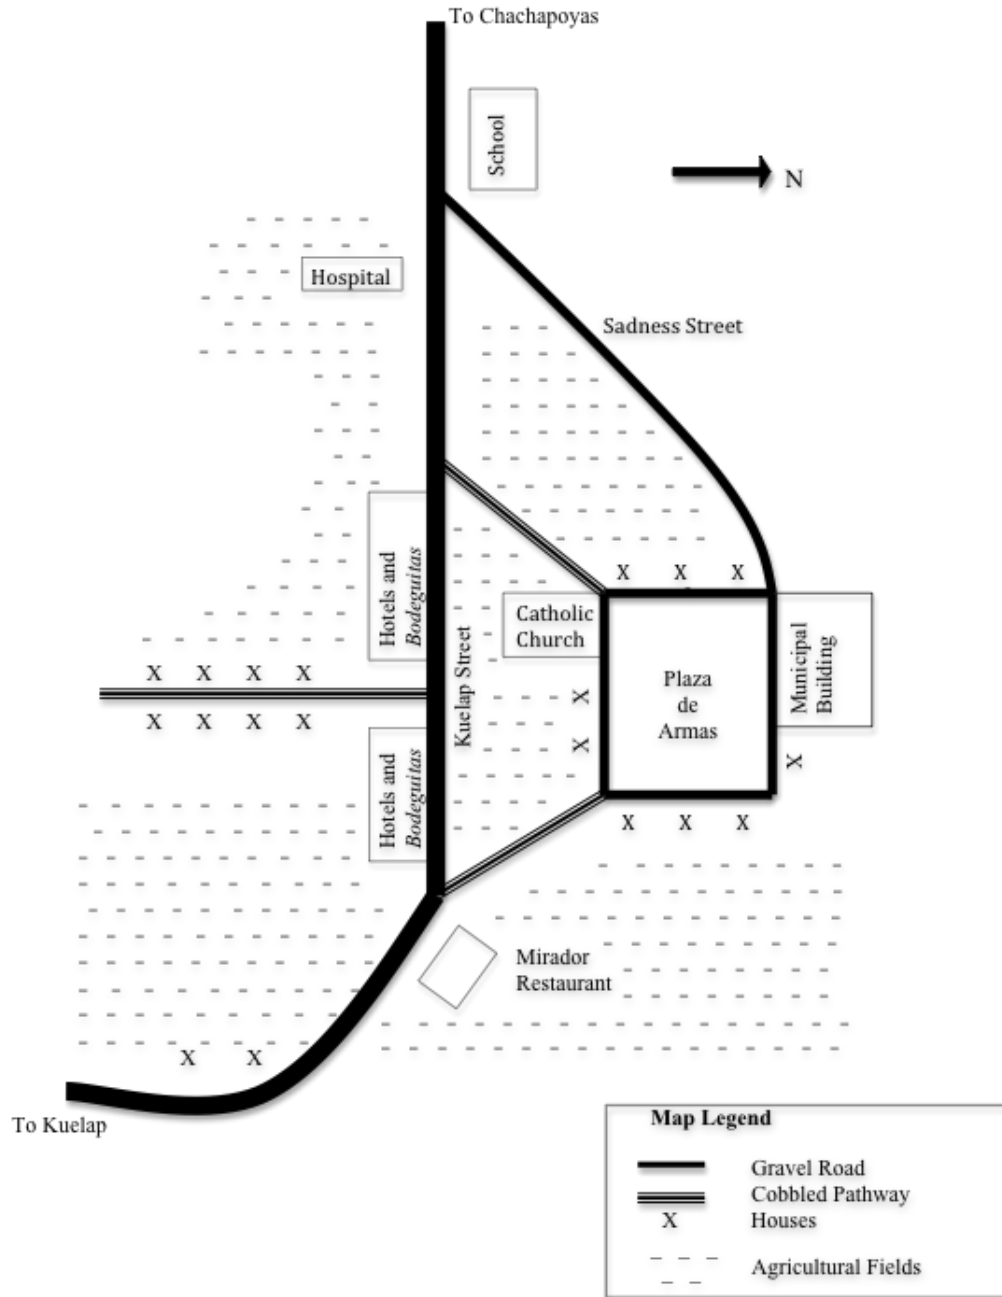 To Chachapoyas
School
N
Hospital
Sadness Street
X X X
Hotels and
Bodeguitas
Catholic
Church
Kuelap Street
Plaza
de
Armas
Municipal
Building
X X X X
X
X X X X
X
X
Hotels and
Bodeguitas
X X X
Mirador
Restaurant
X X
To Kuelap
Map Legend
Gravel Road
Cobbled Pathway
X Houses
Agricultural Fields